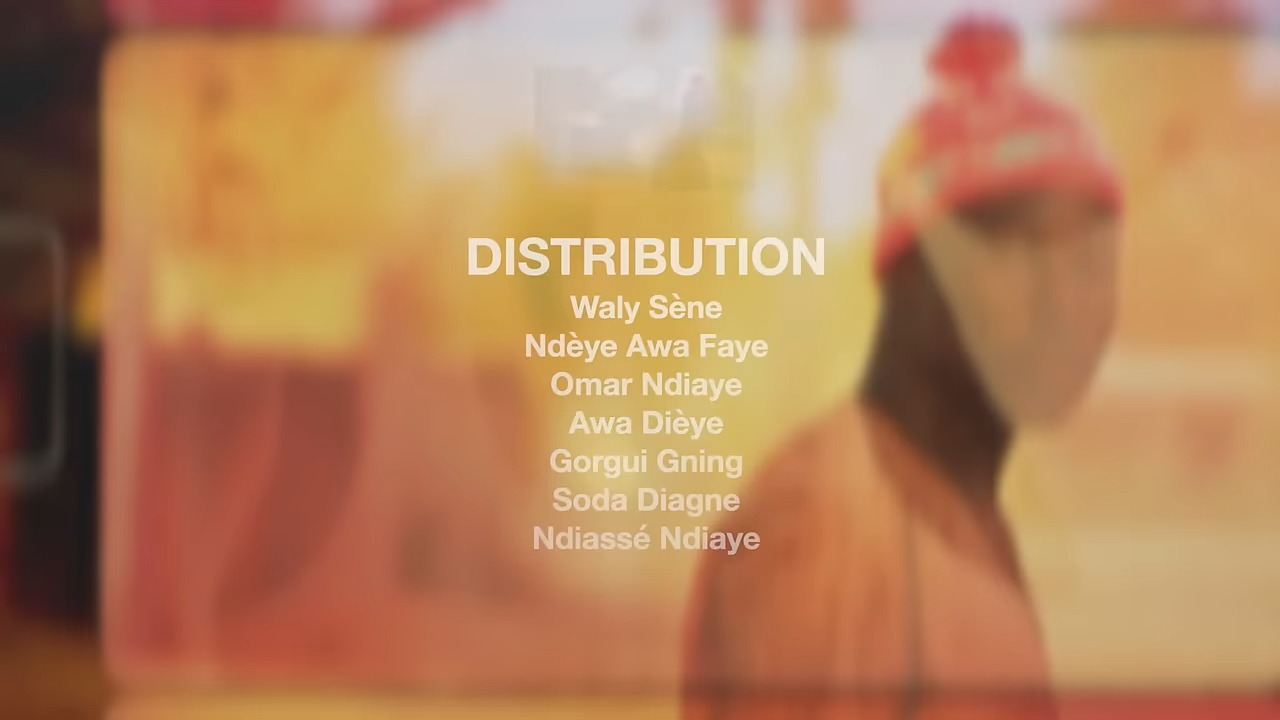 DISTRIBUTION
Waly Sène
Ndèye Awa Faye
Omar Ndiaye
Awa Dièye
Gorgui Gning
Soda Diagne
Ndiassé Ndiaye